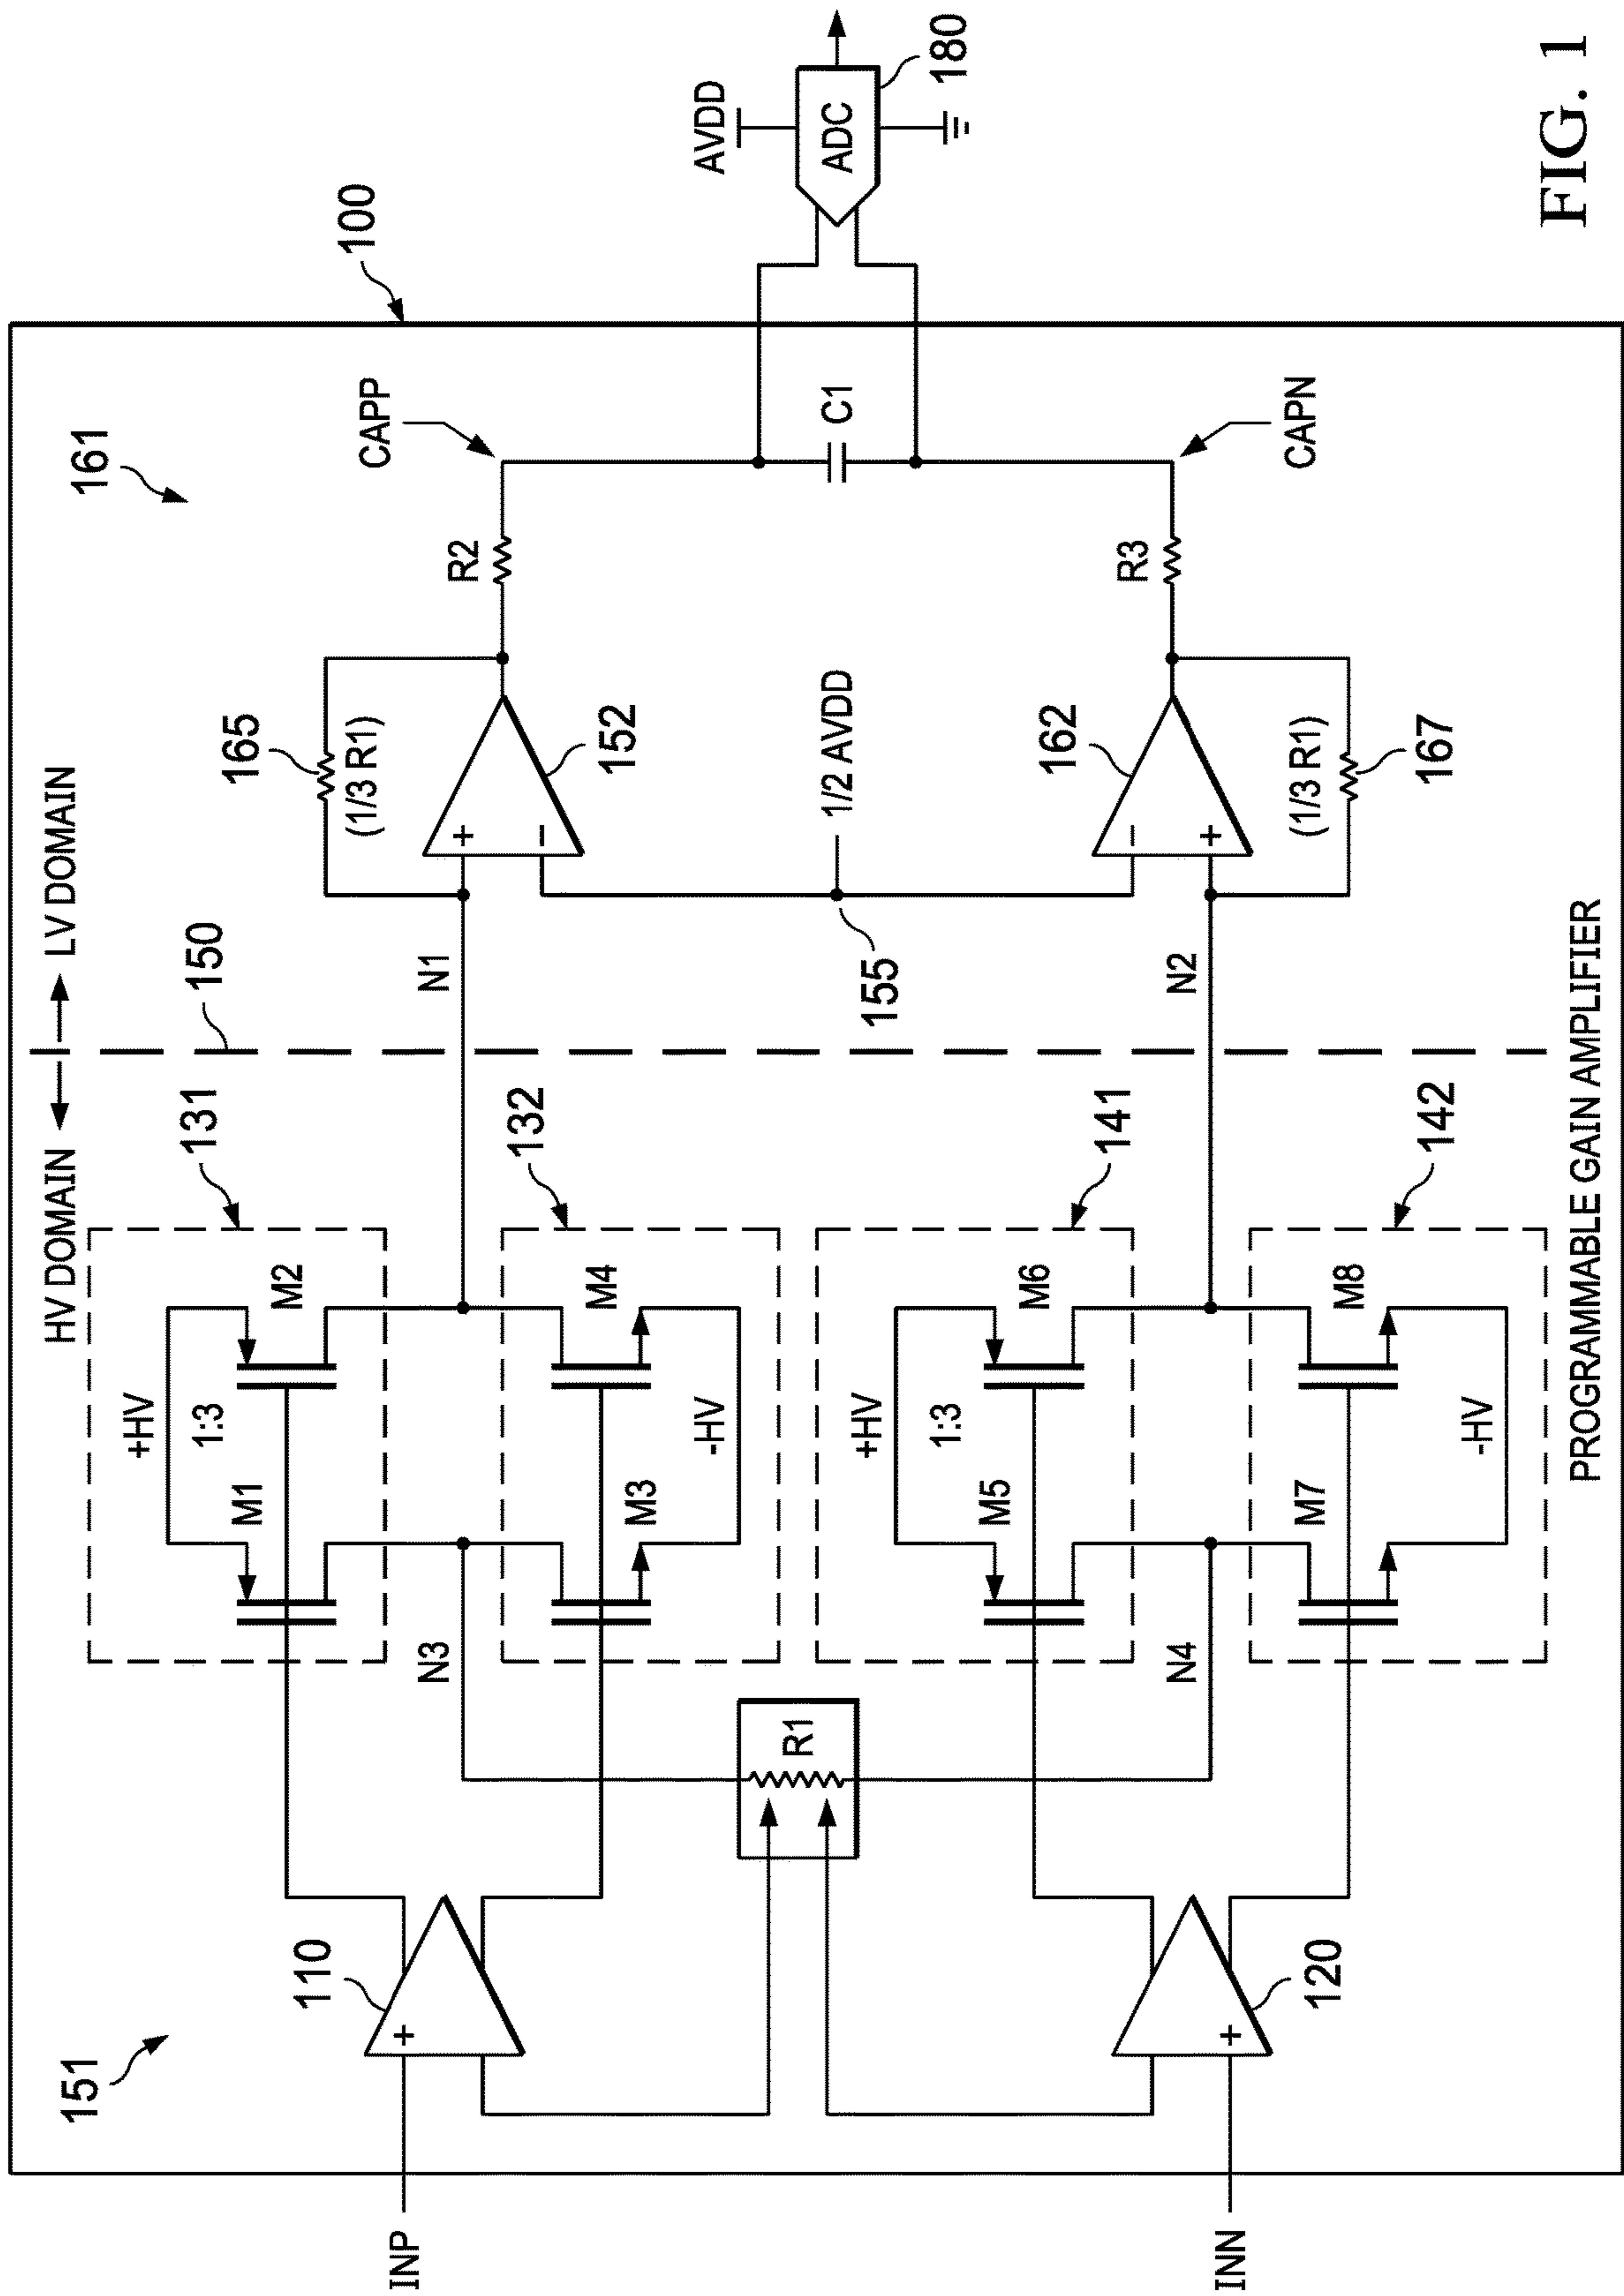 151
HV DOMAIN
LV DOMAIN
150
161
100
131
165
+HV
M1
1:3
M2
(1/3 R1)
CAPP
110
INP
+
N3
N1
+
–
152
R2
132
M3
M4
-HV
R1
155
1/2 AVDD
C1
AVDD
ADC
180
+HV
M5
1:3
M6
141
162
120
INN
+
N4
N2
–
+
R3
CAPN
M7
M8
-HV
142
(1/3 R1)
167
PROGRAMMABLE GAIN AMPLIFIER
FIG. 1